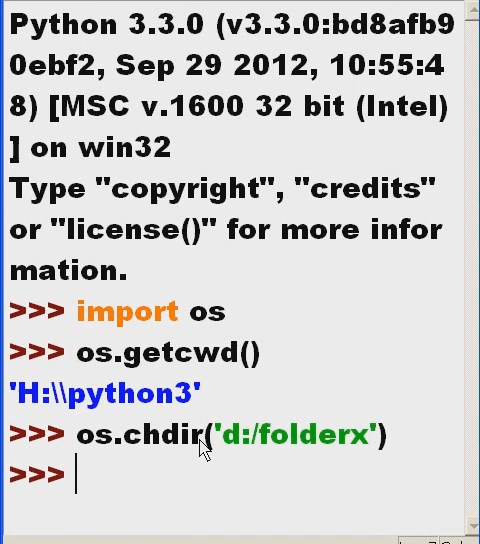 Python 3.3.0 (v3.3.0:bd8afb9
0ebf2, Sep 29 2012, 10:55:4
8) [MSC v.1600 32 bit (Intel)
] on win32
Type "copyright", "credits"
or "license()" for more infor
mation.
>>> import os
>>> os.getcwd()
'H:\\python3'
>>> os.chdir('d:/folderx')
>>>